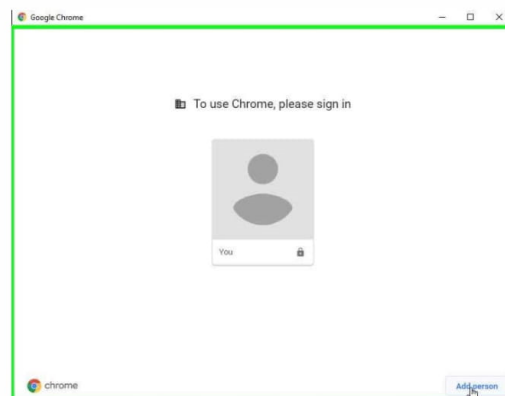 Google Chrome
To use Chrome, please sign in
You
chrome
Add person